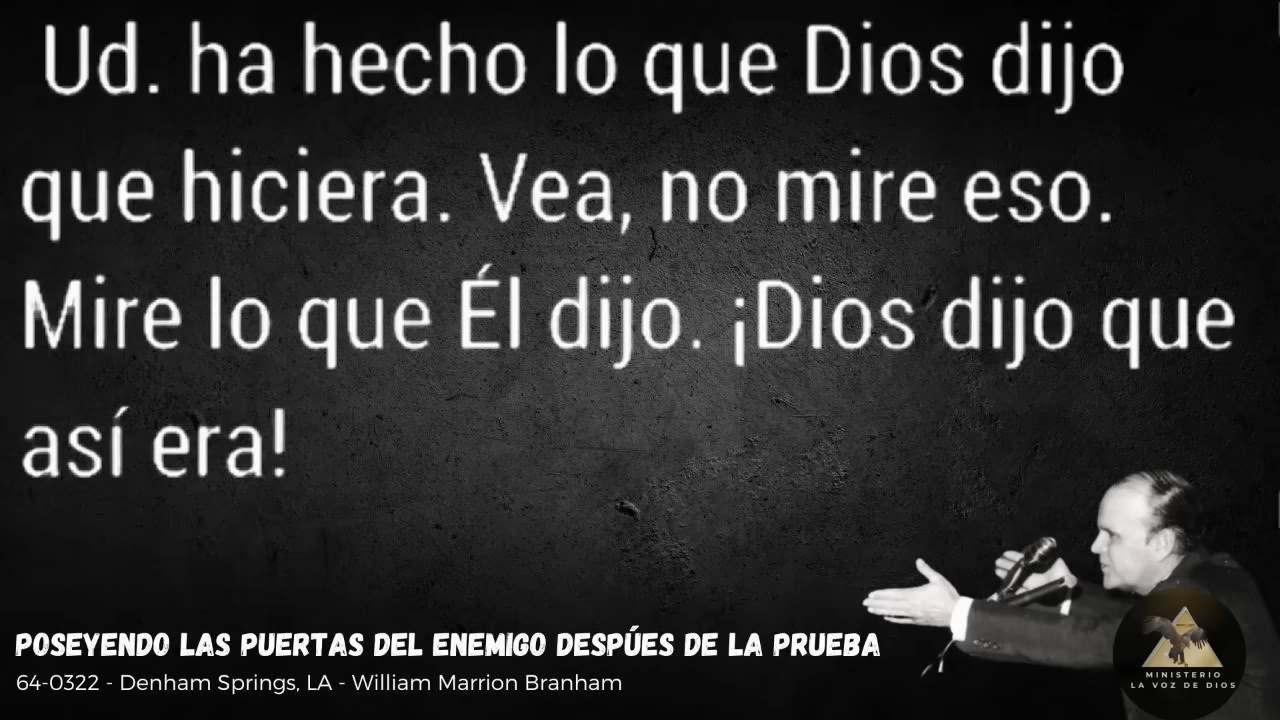 Ud. ha hecho lo que Dios dijo
que hiciera. Vea, no mire eso.
Mire lo que Él dijo. ¡Dios dijo que
así era!
POSEYENDO LAS PUERTAS DEL ENEMIGO DESPÚES DE LA PRUEBA
64-0322 - Denham Springs, LA - William Marrion Branham
MINISTERIO
LA VOZ DE DIOS